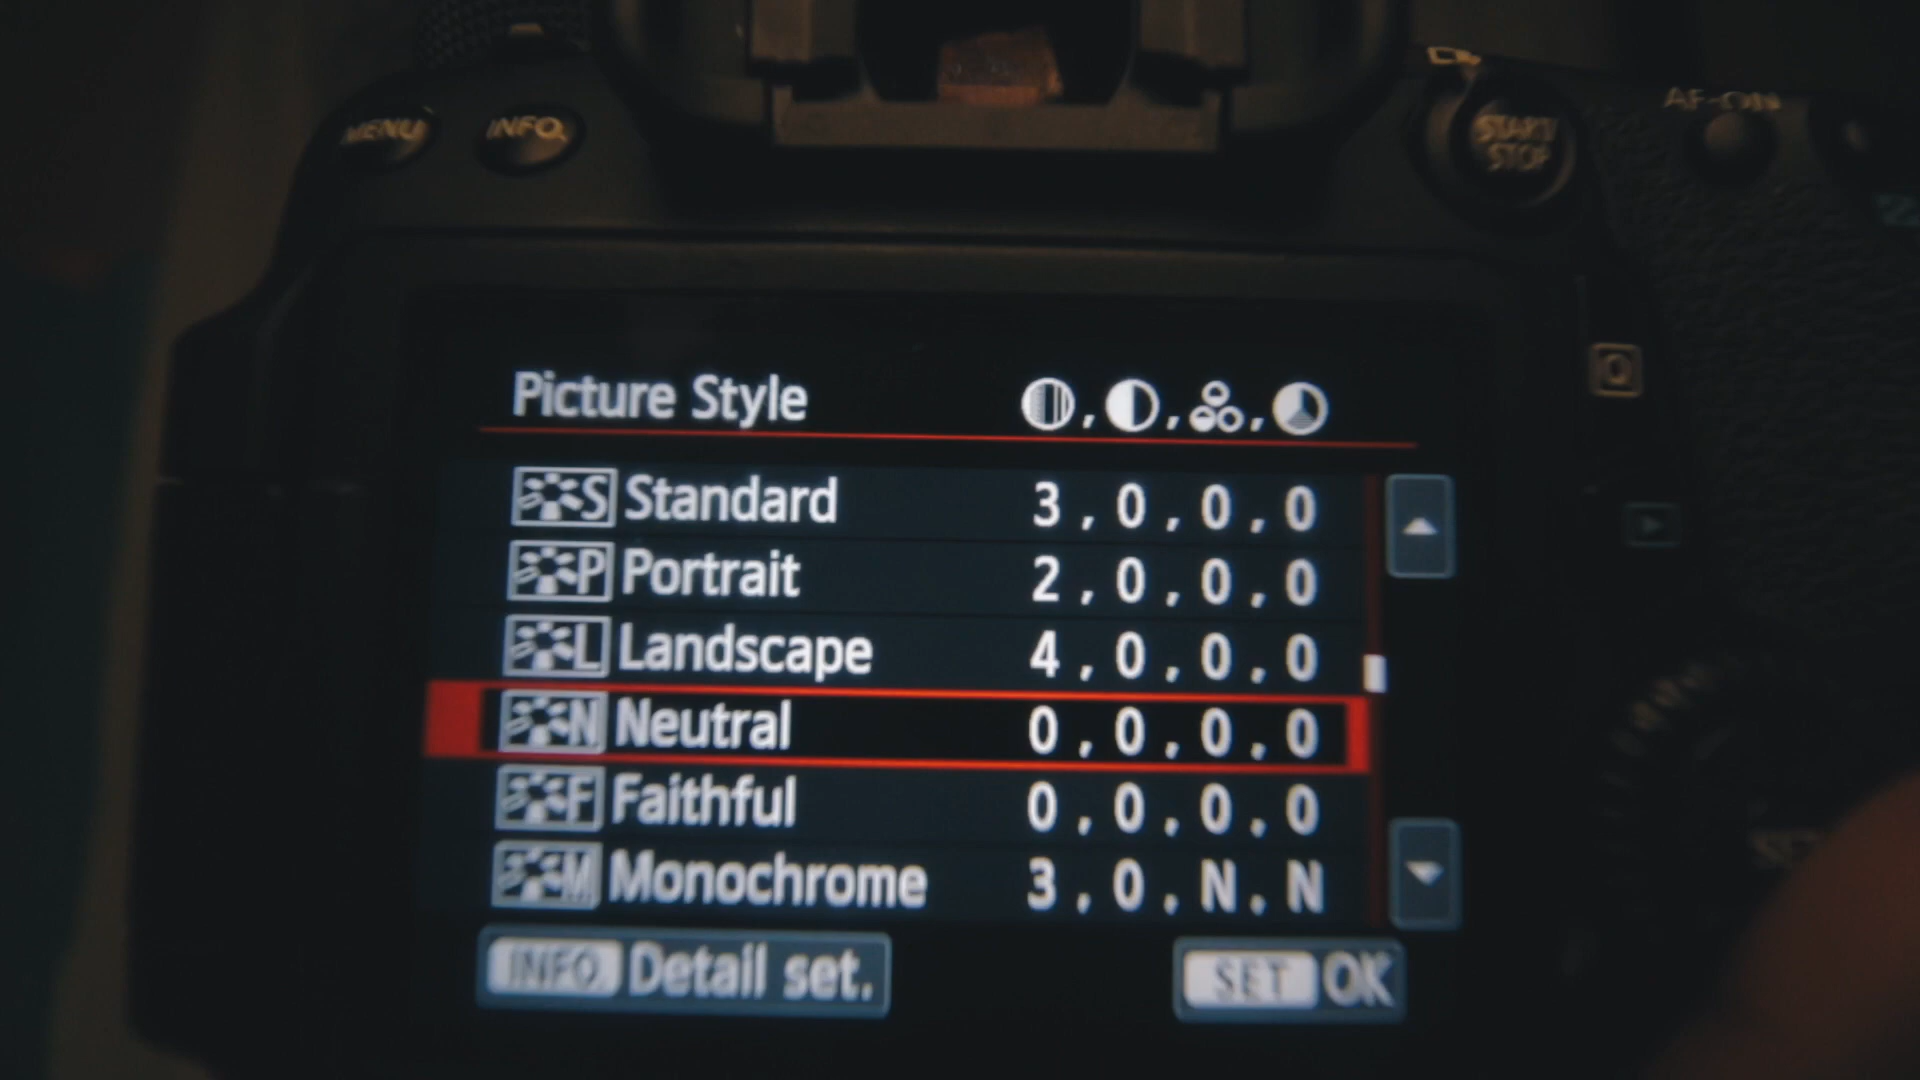 MENU INFO. START/ STOP AF-ON
Q
Picture Style
S Standard 3 , 0 , 0 , 0
P Portrait 2 , 0 , 0 , 0
L Landscape 4 , 0 , 0 , 0
N Neutral 0 , 0 , 0 , 0
F Faithful 0 , 0 , 0 , 0
M Monochrome 3 , 0 , N , N
INFO. Detail set. SET OK